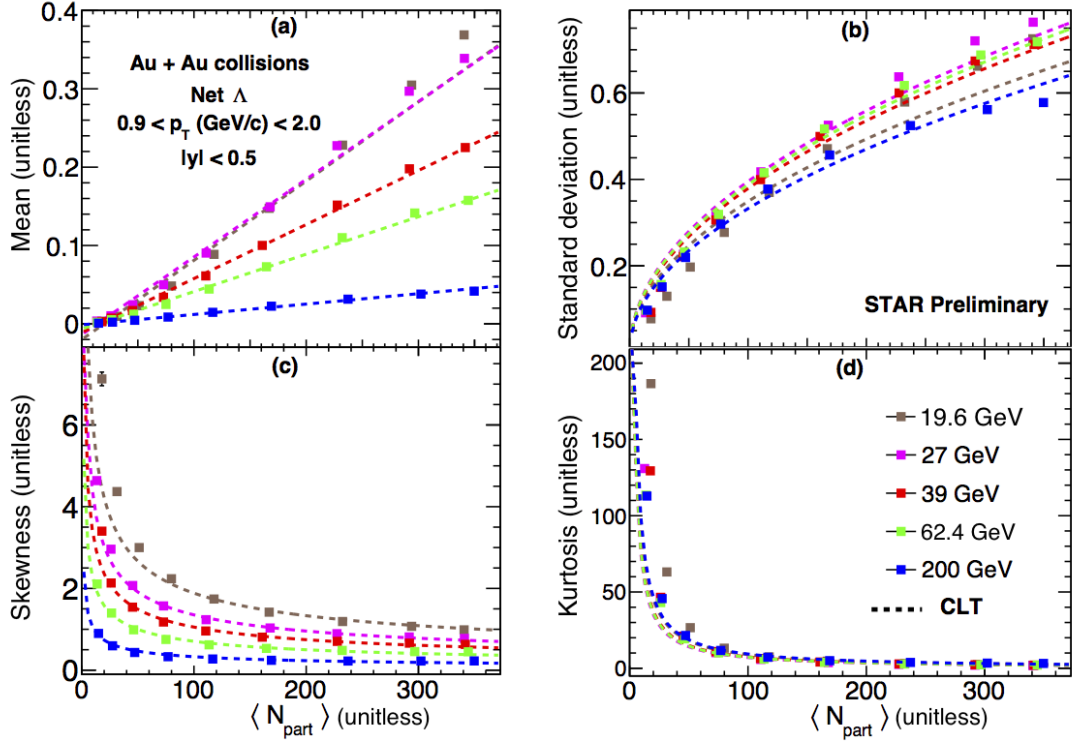 (a)
Au + Au collisions
Net Λ
0.9 < p_T (GeV/c) < 2.0
|y| < 0.5
Mean (unitless)
0.4
0.3
0.2
0.1
0
(b)
Standard deviation (unitless)
0.6
0.4
0.2
STAR Preliminary
(c)
Skewness (unitless)
6
4
2
0
0 100 200 300
⟨ N_part ⟩ (unitless)
(d)
Kurtosis (unitless)
200
150
100
50
0
19.6 GeV
27 GeV
39 GeV
62.4 GeV
200 GeV
CLT
0 100 200 300
⟨ N_part ⟩ (unitless)